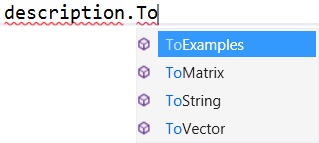 description.To
ToExamples
ToMatrix
ToString
ToVector